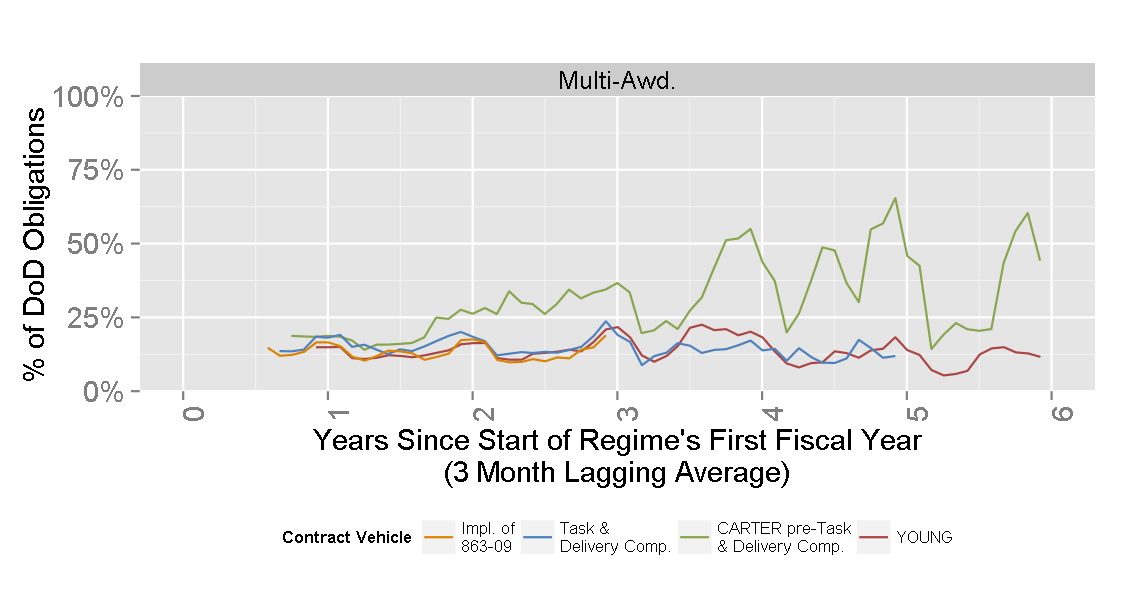 Multi-Awd.
100%
75%
50%
25%
0%
% of DoD Obligations
0 1 2 3 4 5 6
Years Since Start of Regime's First Fiscal Year
(3 Month Lagging Average)
Contract Vehicle
Impl. of
863-09
Task &
Delivery Comp.
CARTER pre-Task
& Delivery Comp.
YOUNG